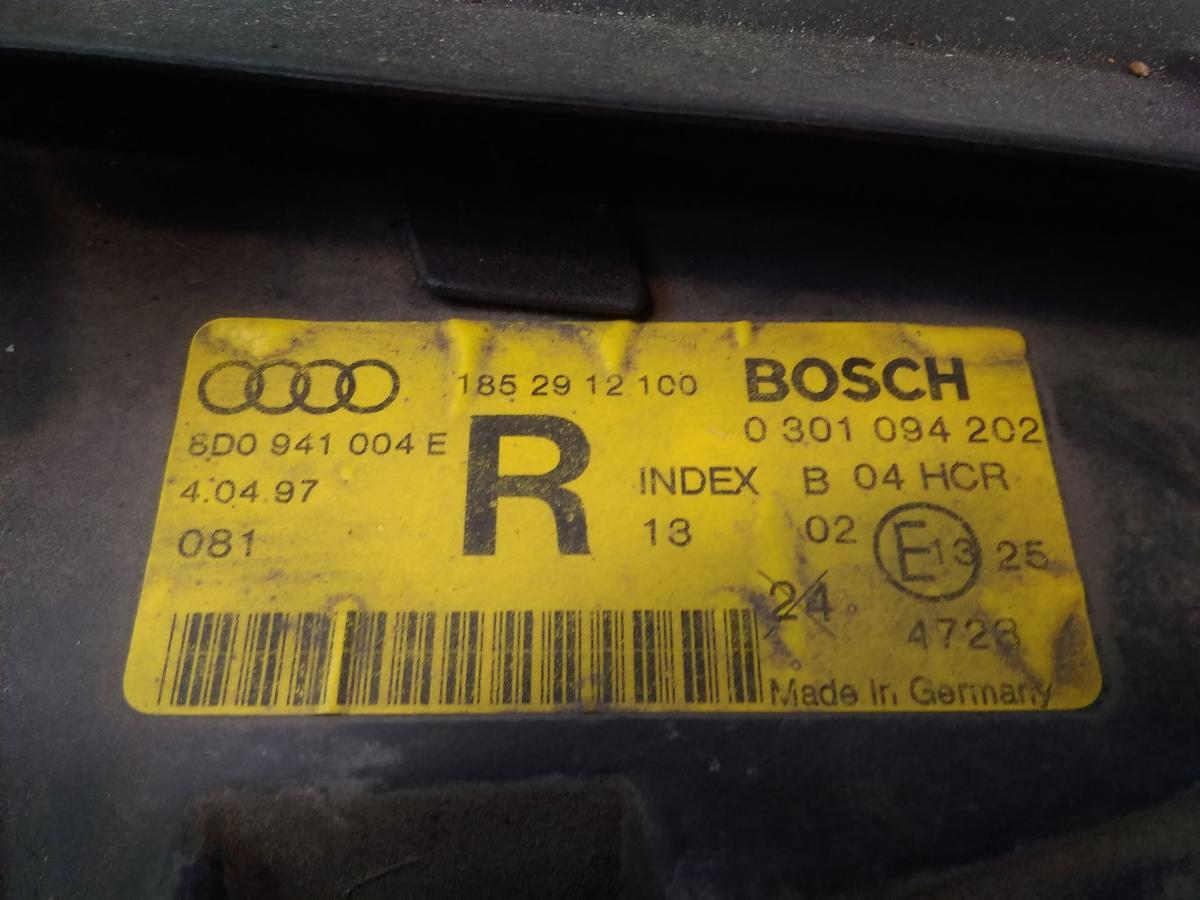 185 29 12 100 BOSCH
8D0 941 004 E R 0 301 094 202
4.04.97 INDEX B 04 HCR
081 13 02 E13 25
24
4728
Made in Germany